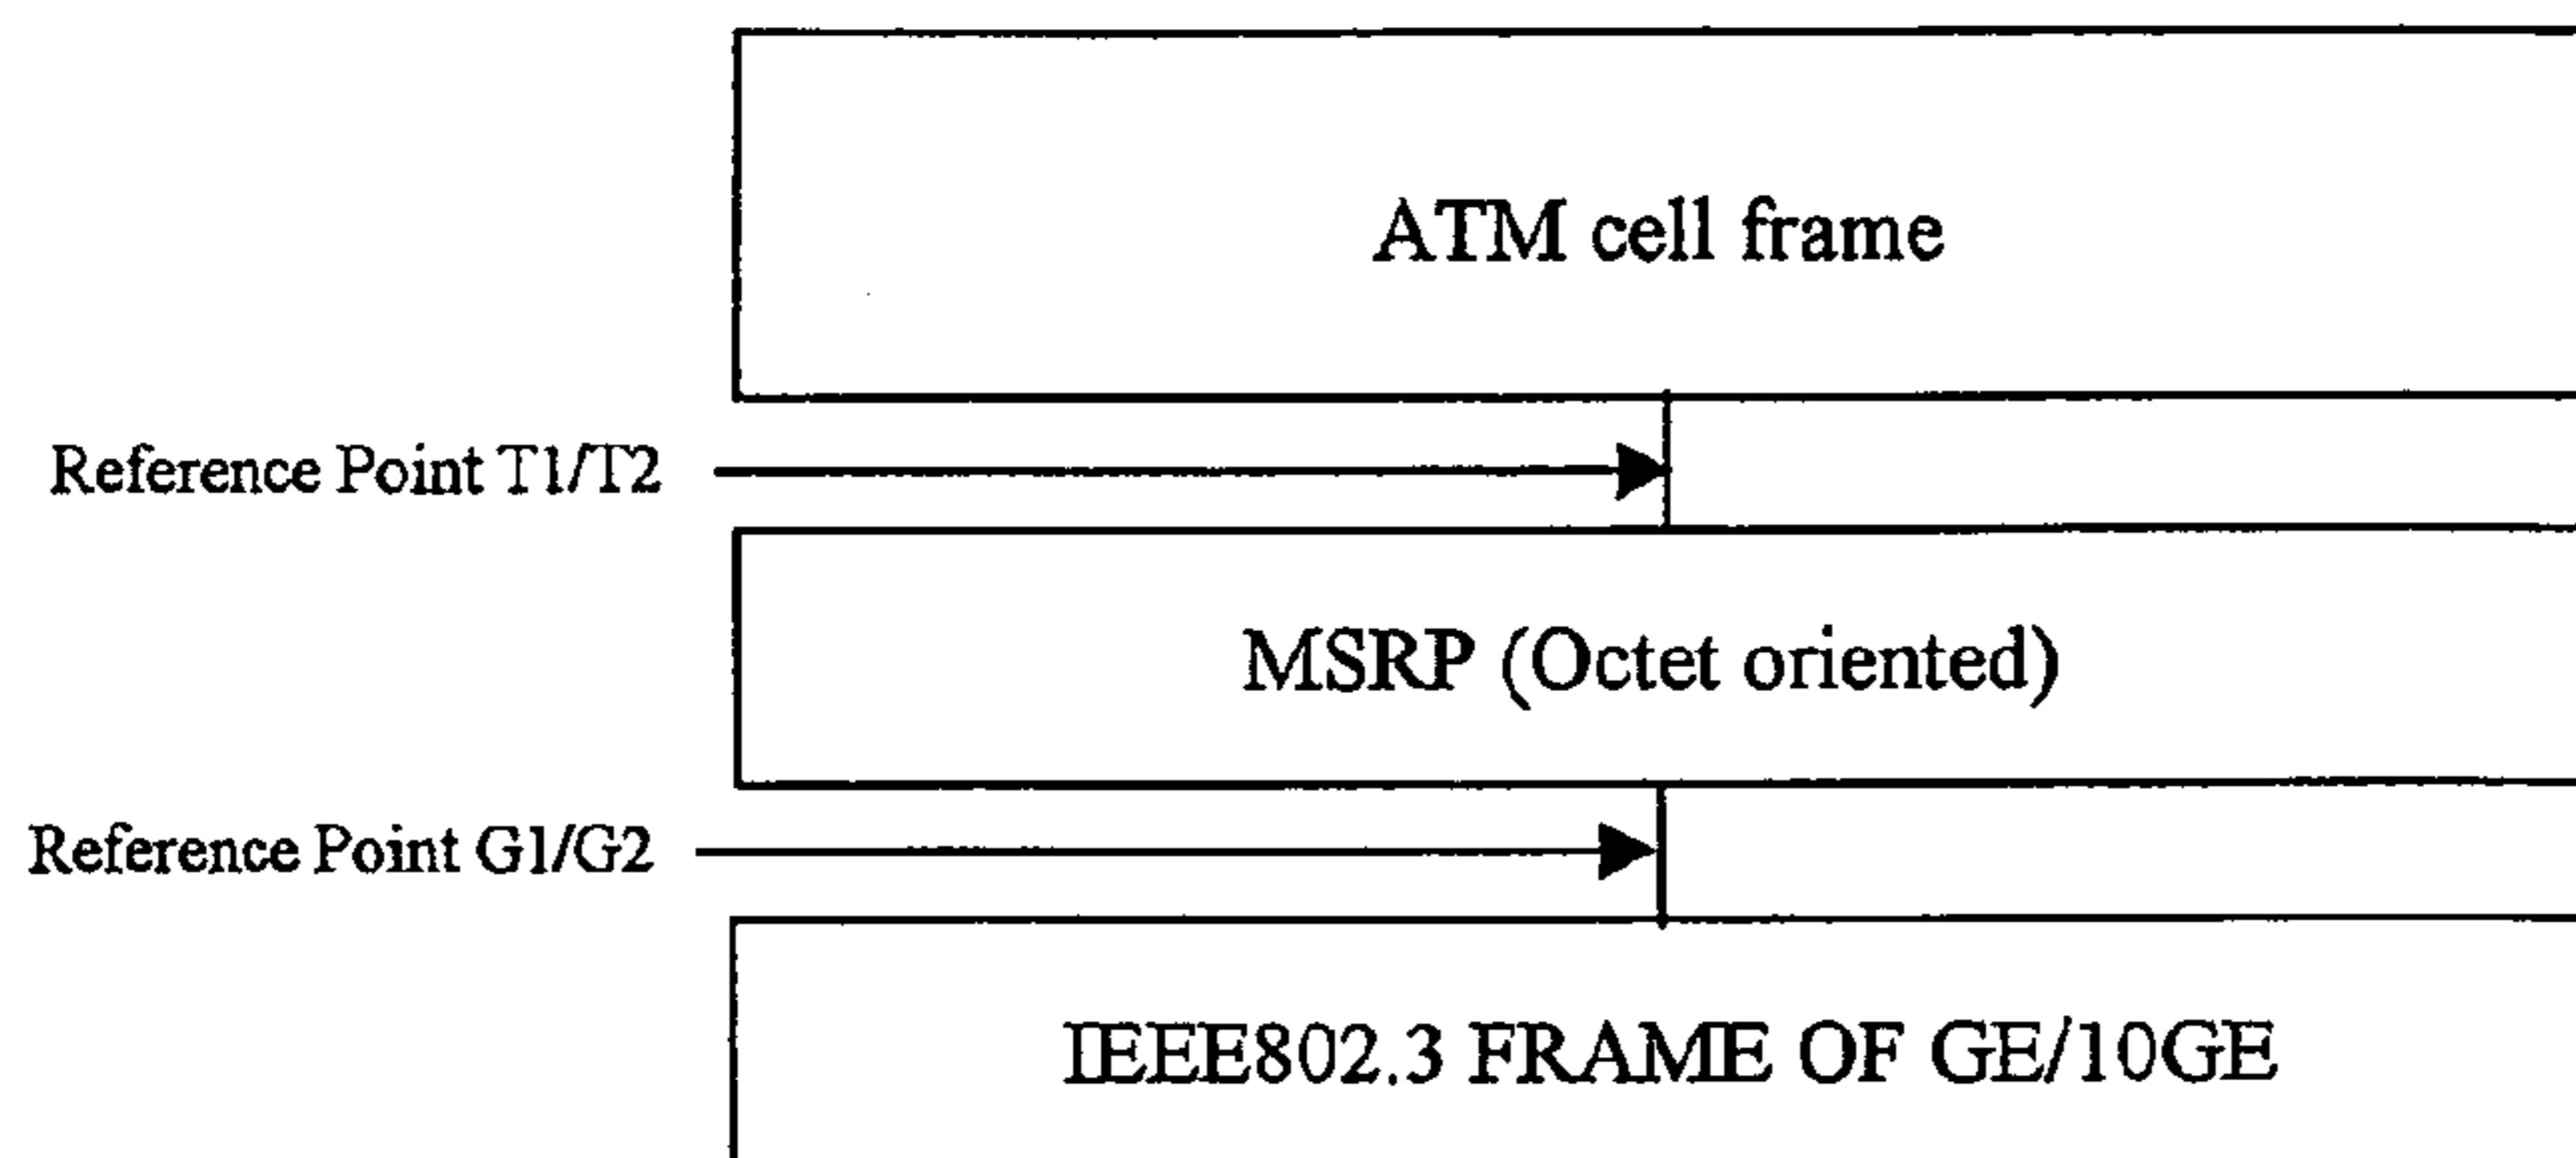 ATM cell frame
Reference Point T1/T2
MSRP (Octet oriented)
Reference Point G1/G2
IEEE802.3 FRAME OF GE/10GE